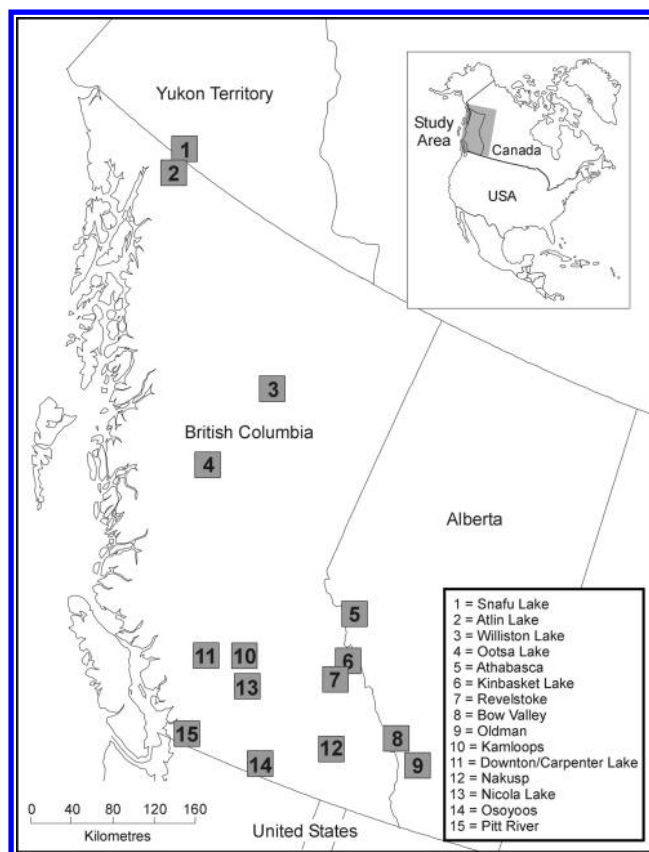 Yukon Territory
Study
Area
Canada
USA
1
2
3
British Columbia
4
Alberta
5
11
10
6
7
13
15
14
12
8
9
1 = Snafu Lake
2 = Atlin Lake
3 = Williston Lake
4 = Ootsa Lake
5 = Athabasca
6 = Kinbasket Lake
7 = Revelstoke
8 = Bow Valley
9 = Oldman
10 = Kamloops
11 = Downton/Carpenter Lake
12 = Nakusp
13 = Nicola Lake
14 = Osoyoos
15 = Pitt River
0 40 80 120 160
Kilometres
United States